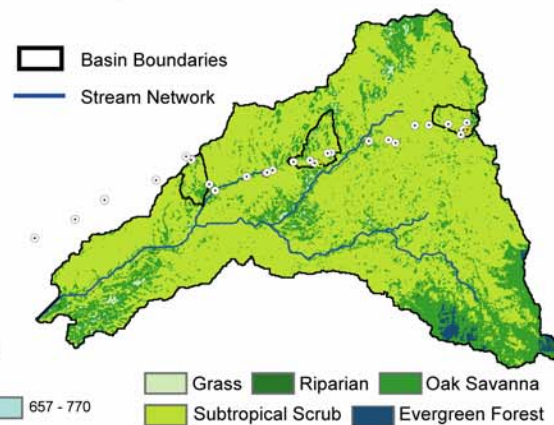 Basin Boundaries
Stream Network
657 - 770
Grass
Riparian
Oak Savanna
Subtropical Scrub
Evergreen Forest